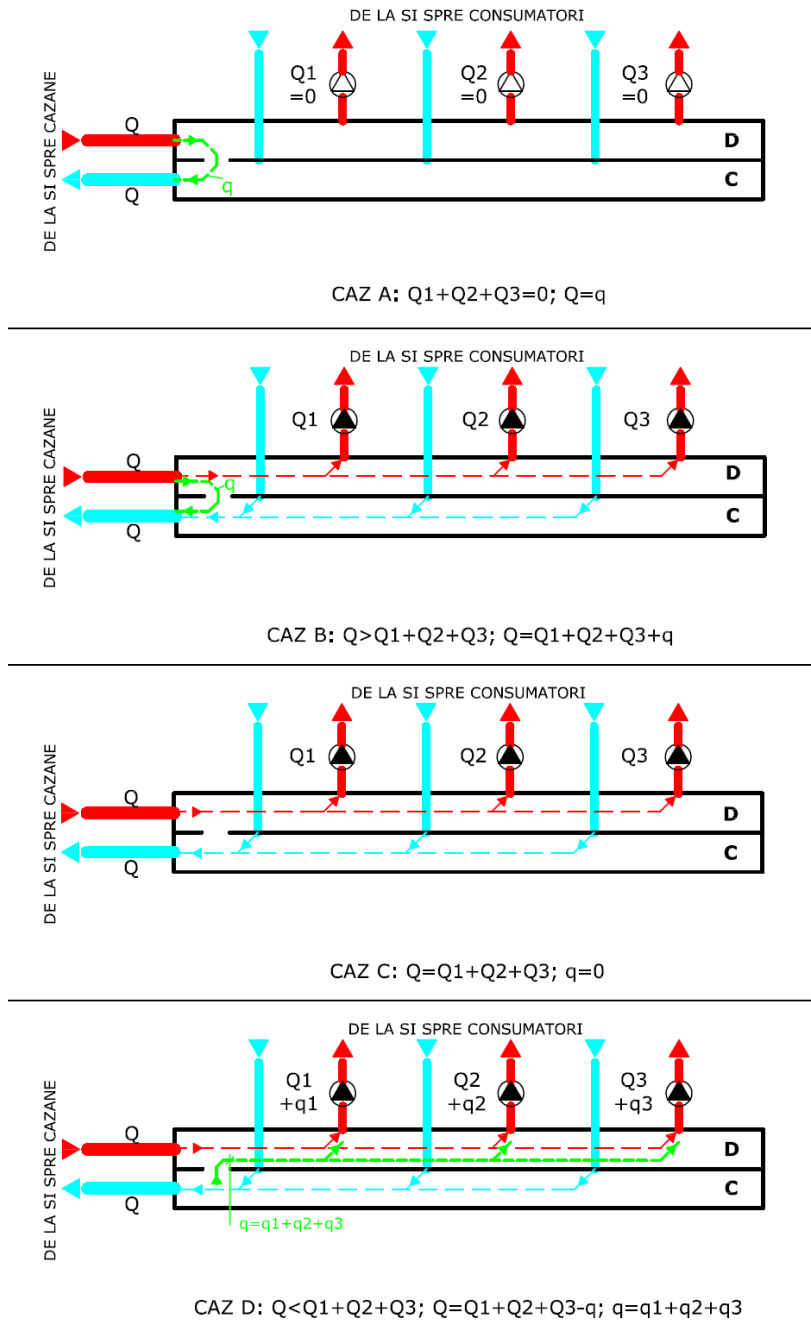 DE LA SI SPRE CONSUMATORI
DE LA SI SPRE CAZANE
Q1
=0
Q2
=0
Q3
=0
Q
D
q
C
Q
CAZ A: Q1+Q2+Q3=0; Q=q
DE LA SI SPRE CONSUMATORI
DE LA SI SPRE CAZANE
Q1
Q2
Q3
Q
D
q
C
Q
CAZ B: Q>Q1+Q2+Q3; Q=Q1+Q2+Q3+q
DE LA SI SPRE CONSUMATORI
DE LA SI SPRE CAZANE
Q1
Q2
Q3
Q
D
C
Q
CAZ C: Q=Q1+Q2+Q3; q=0
DE LA SI SPRE CONSUMATORI
DE LA SI SPRE CAZANE
Q1
+q1
Q2
+q2
Q3
+q3
Q
D
C
Q
q=q1+q2+q3
CAZ D: Q<Q1+Q2+Q3; Q=Q1+Q2+Q3-q; q=q1+q2+q3